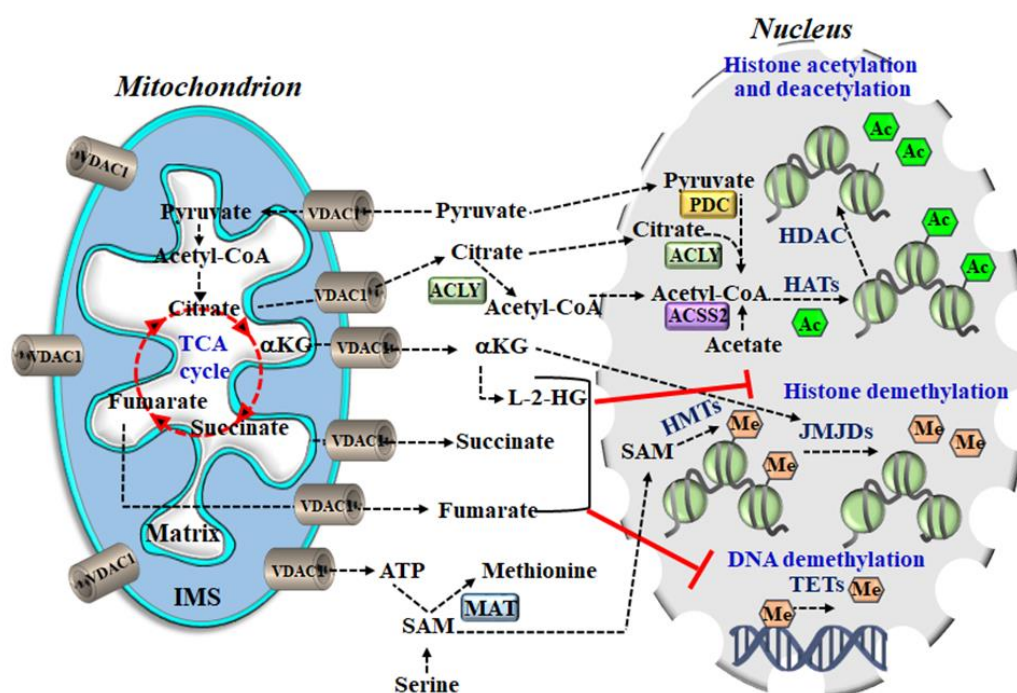 Mitochondrion
VDAC1
Pyruvate
Acetyl-CoA
Citrate
TCA
cycle
αKG
Fumarate
Succinate
Matrix
IMS
VDAC1
VDAC1
VDAC1
VDAC1
VDAC1
VDAC1
VDAC1
VDAC1
VDAC1
Pyruvate
Citrate
ACLY
Acetyl-CoA
αKG
L-2-HG
Succinate
Fumarate
ATP
Methionine
MAT
SAM
Serine
Nucleus
Histone acetylation
and deacetylation
Ac
Ac
Pyruvate
PDC
Citrate
ACLY
HDAC
Ac
Ac
Acetyl-CoA
HATs
ACSS2
Ac
Acetate
Histone demethylation
HMTs
Me
JMJDs
Me
Me
SAM
Me
DNA demethylation
TETs
Me
Me